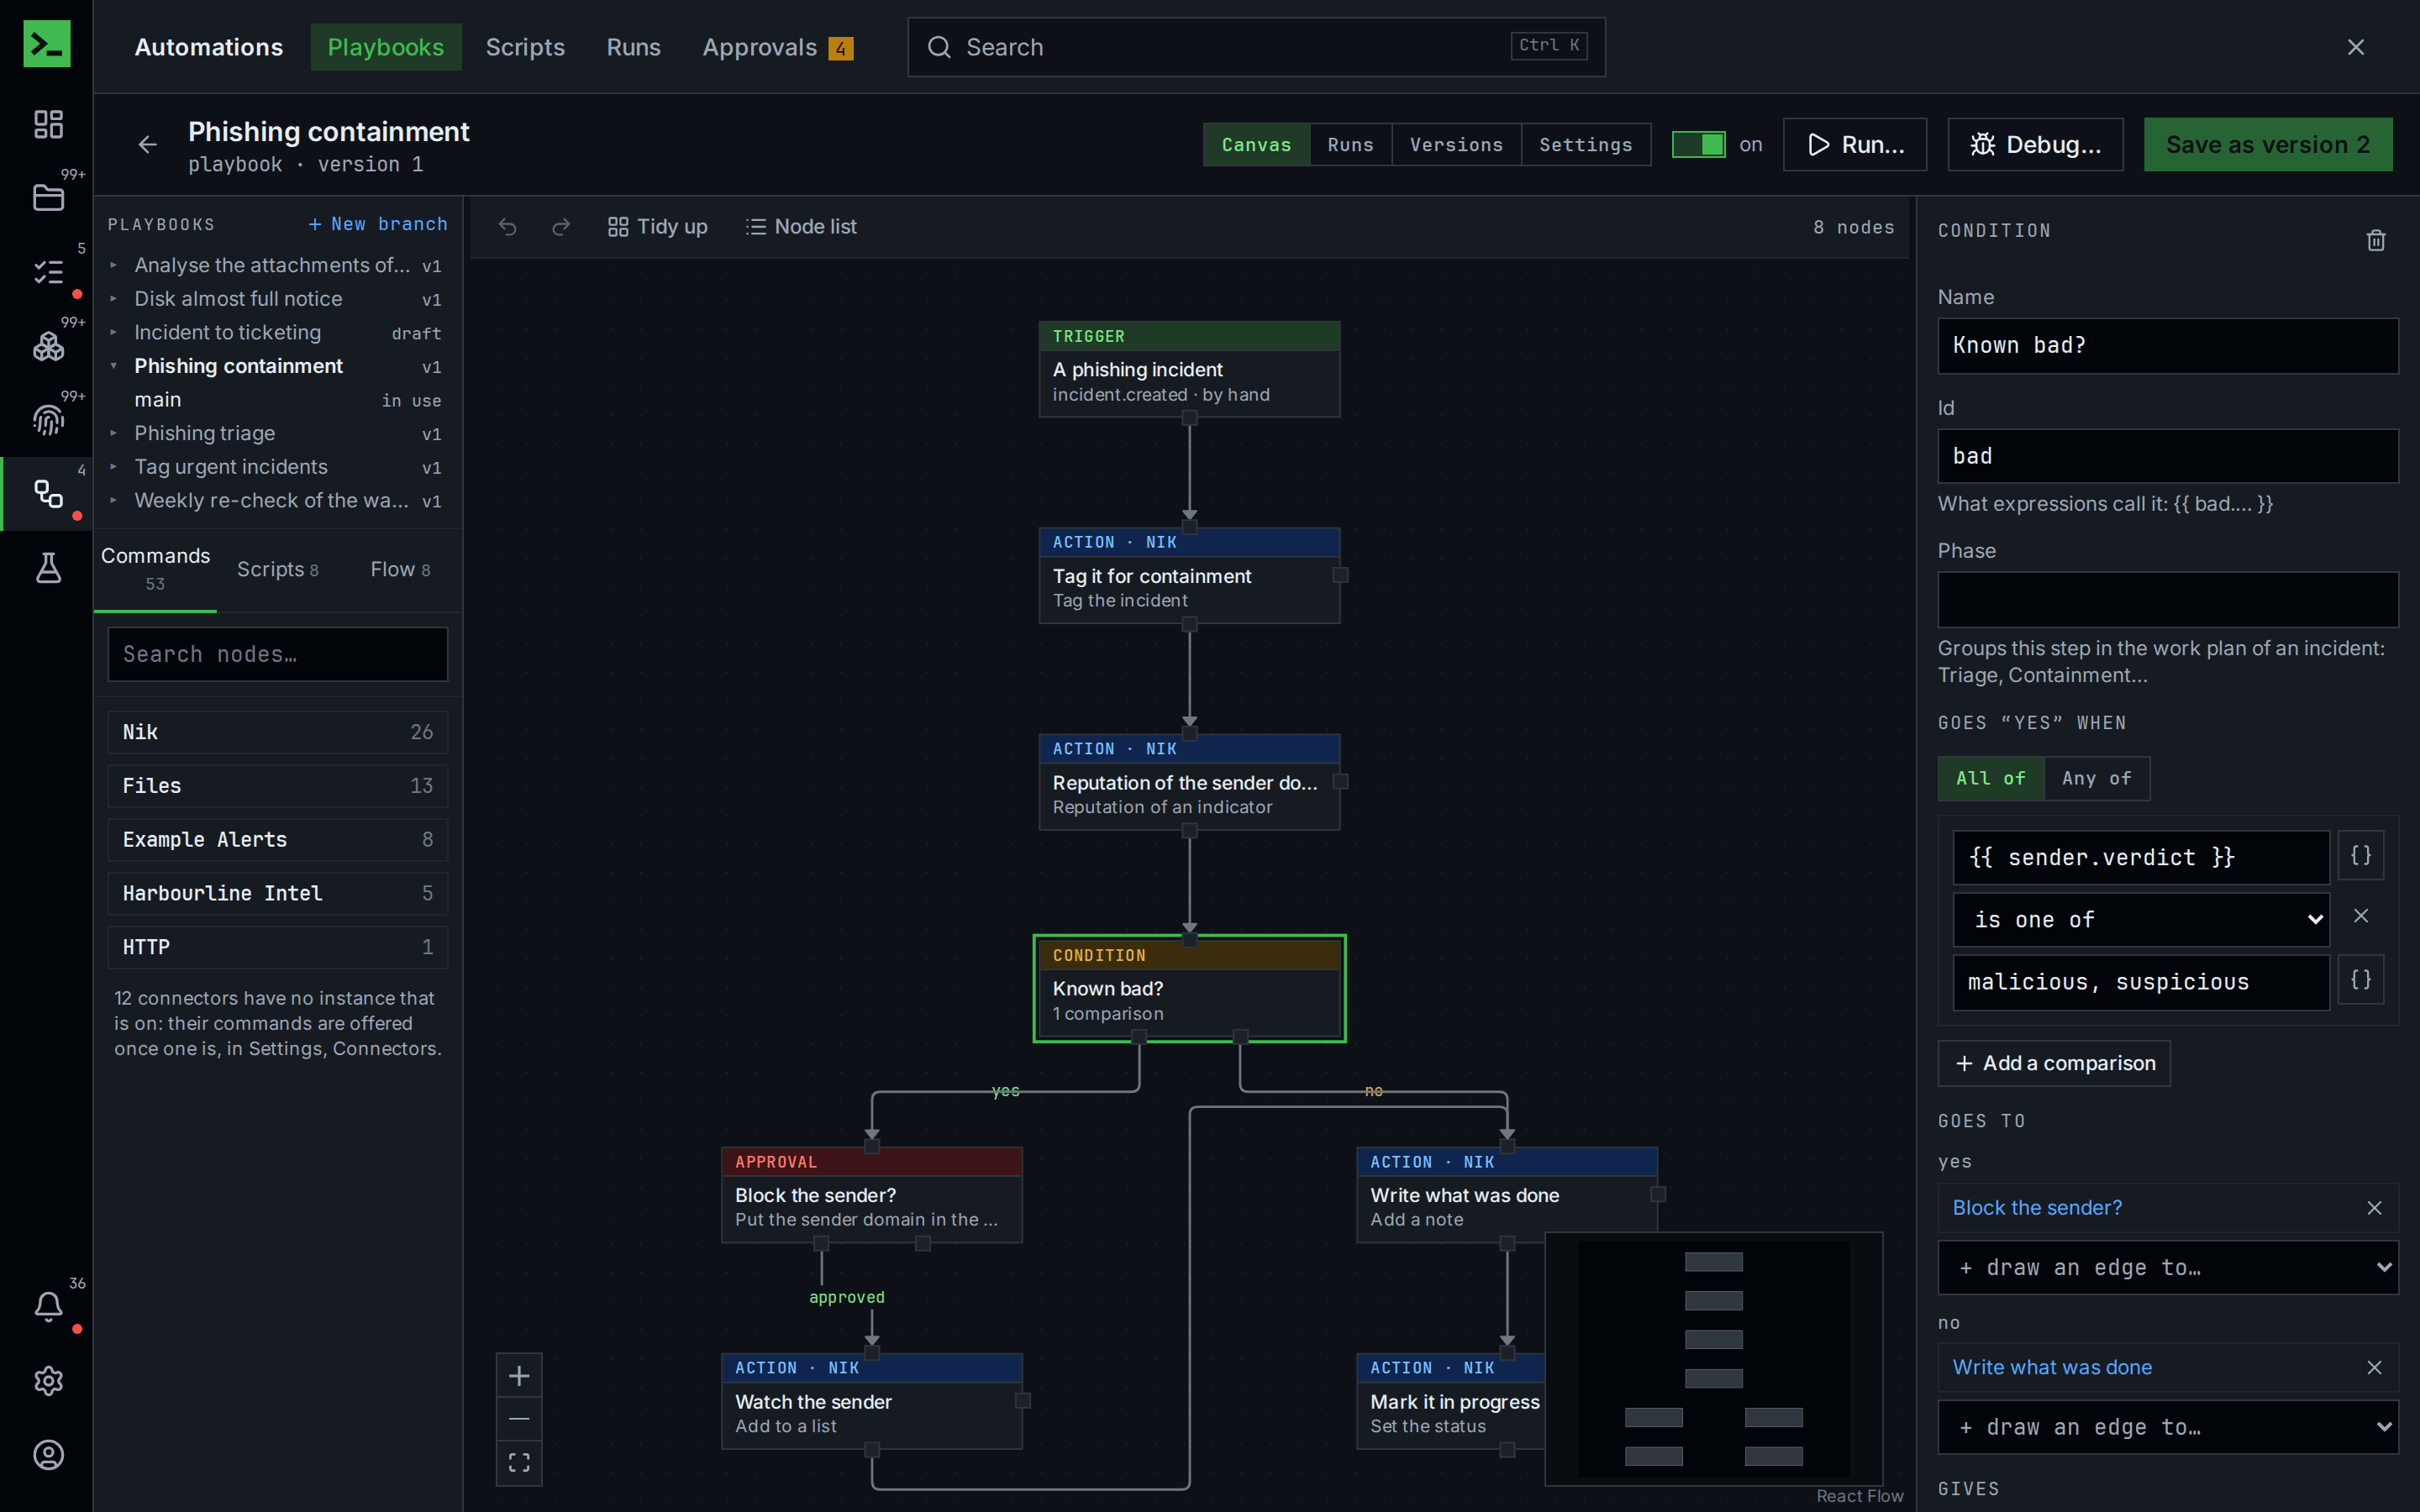 Automations
Playbooks
Scripts
Runs
Approvals 4
Search
Ctrl K
99+
5
99+
99+
4
36
Phishing containment
playbook · version 1
Canvas
Runs
Versions
Settings
on
Run...
Debug...
Save as version 2
PLAYBOOKS
+ New branch
Analyse the attachments of... v1
Disk almost full notice v1
Incident to ticketing draft
Phishing containment v1
main in use
Phishing triage v1
Tag urgent incidents v1
Weekly re-check of the wa... v1
Commands 53
Scripts 8
Flow 8
Search nodes…
Nik 26
Files 13
Example Alerts 8
Harbourline Intel 5
HTTP 1
12 connectors have no instance that
is on: their commands are offered
once one is, in Settings, Connectors.
Tidy up
Node list
8 nodes
TRIGGER
A phishing incident
incident.created · by hand
ACTION · NIK
Tag it for containment
Tag the incident
ACTION · NIK
Reputation of the sender do...
Reputation of an indicator
CONDITION
Known bad?
1 comparison
yes
no
APPROVAL
Block the sender?
Put the sender domain in the ...
ACTION · NIK
Write what was done
Add a note
approved
ACTION · NIK
Watch the sender
Add to a list
ACTION · NIK
Mark it in progress
Set the status
React Flow
CONDITION
Name
Known bad?
Id
bad
What expressions call it: {{ bad.... }}
Phase
Groups this step in the work plan of an incident:
Triage, Containment...
GOES “YES” WHEN
All of
Any of
{{ sender.verdict }}
{}
is one of
malicious, suspicious
{}
+ Add a comparison
GOES TO
yes
Block the sender?
+ draw an edge to…
no
Write what was done
+ draw an edge to…
GIVES